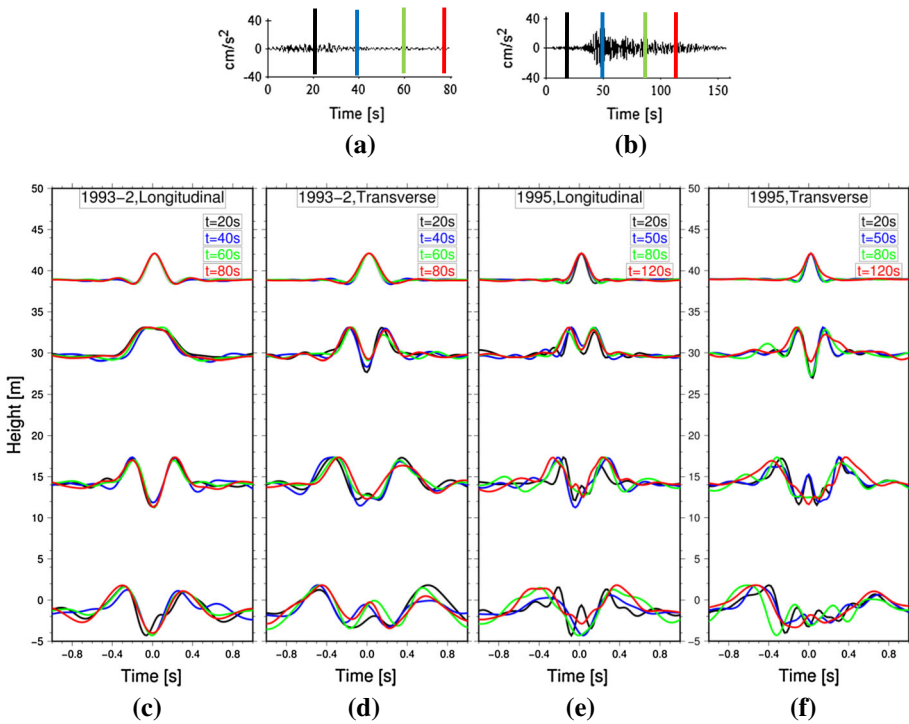 40
0
-40
cm/s²
0 20 40 60 80
Time [s]
(a)
40
0
-40
cm/s²
0 50 100 150
Time [s]
(b)
Height [m]
50
45
40
35
30
25
20
15
10
5
0
−5
1993−2,Longitudinal
t=20s
t=40s
t=60s
t=80s
−0.8 −0.4 0.0 0.4 0.8
Time [s]
(c)
1993−2,Transverse
t=20s
t=40s
t=60s
t=80s
−0.8 −0.4 0.0 0.4 0.8
Time [s]
(d)
1995,Longitudinal
t=20s
t=50s
t=80s
t=120s
−0.8 −0.4 0.0 0.4 0.8
Time [s]
(e)
1995,Transverse
t=20s
t=50s
t=80s
t=120s
−0.8 −0.4 0.0 0.4 0.8
Time [s]
(f)